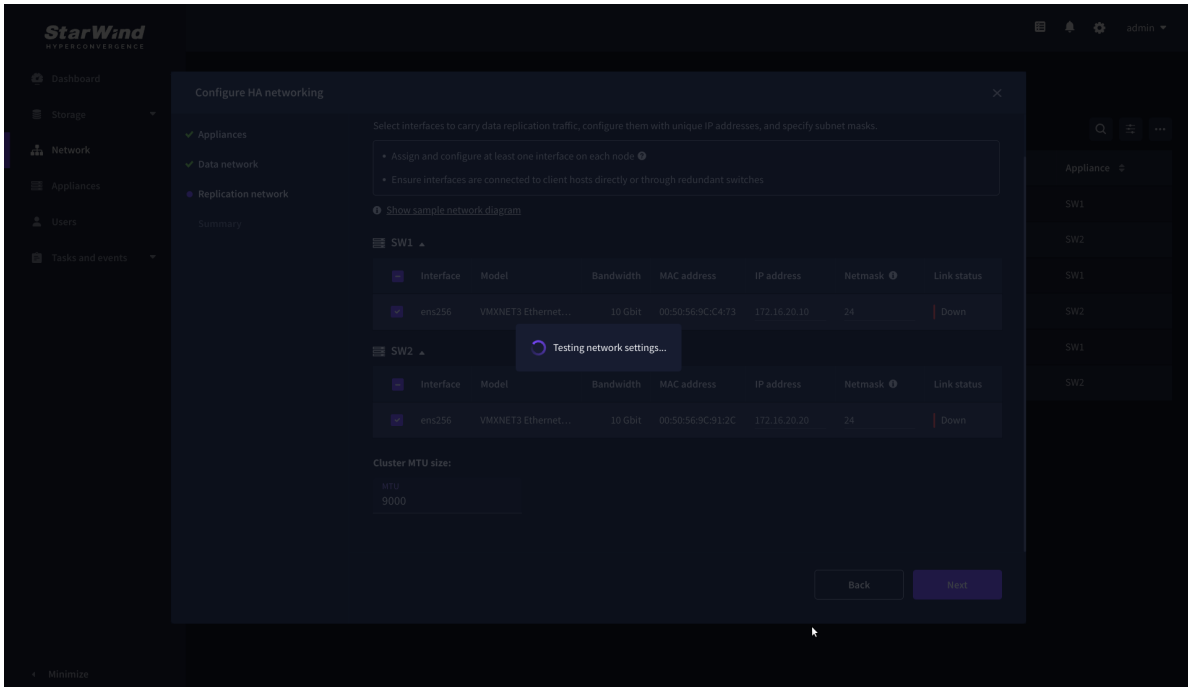 StarWind
HYPERCONVERGENCE
admin
Dashboard
Storage
Network
Appliances
Users
Tasks and events
Minimize
Configure HA networking
Appliances
Data network
Replication network
Summary
Select interfaces to carry data replication traffic, configure them with unique IP addresses, and specify subnet masks.
• Assign and configure at least one interface on each node
• Ensure interfaces are connected to client hosts directly or through redundant switches
Show sample network diagram
SW1
Interface Model Bandwidth MAC address IP address Netmask Link status
ens256 VMXNET3 Ethernet... 10 Gbit 00:50:56:9C:C4:73 172.16.20.10 24 Down
Testing network settings...
SW2
Interface Model Bandwidth MAC address IP address Netmask Link status
ens256 VMXNET3 Ethernet... 10 Gbit 00:50:56:9C:91:2C 172.16.20.20 24 Down
Cluster MTU size:
MTU
9000
Back Next
Appliance
SW1
SW2
SW1
SW2
SW1
SW2